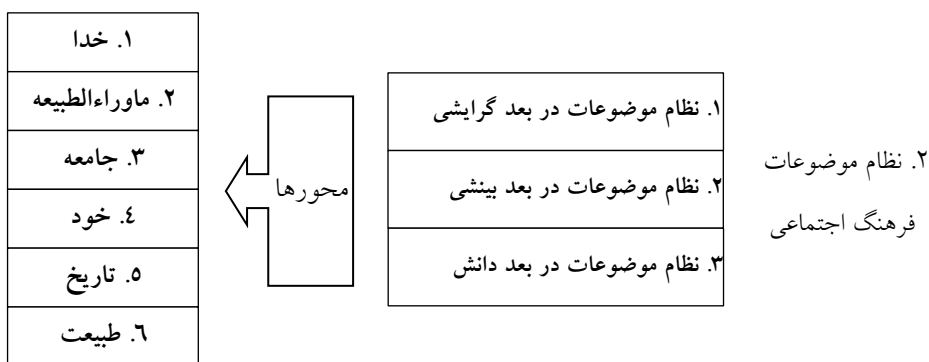 ۲. نظام موضوعات
فرهنگ اجتماعی
۱. نظام موضوعات در بعد گرایشی
۲. نظام موضوعات در بعد بینشی
۳. نظام موضوعات در بعد دانش
محورها
۱. خدا
۲. ماوراءالطبیعه
۳. جامعه
٤. خود
٥. تاریخ
٦. طبیعت